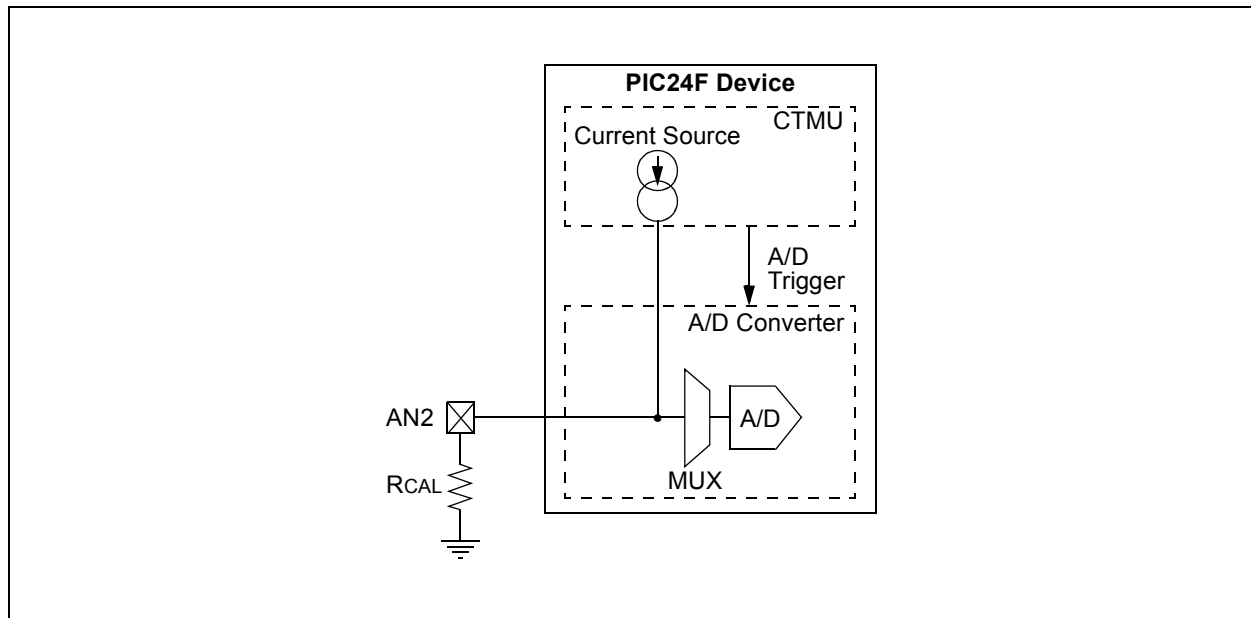 PIC24F Device
CTMU
Current Source
A/D
Trigger
A/D Converter
AN2
A/D
MUX
RCAL